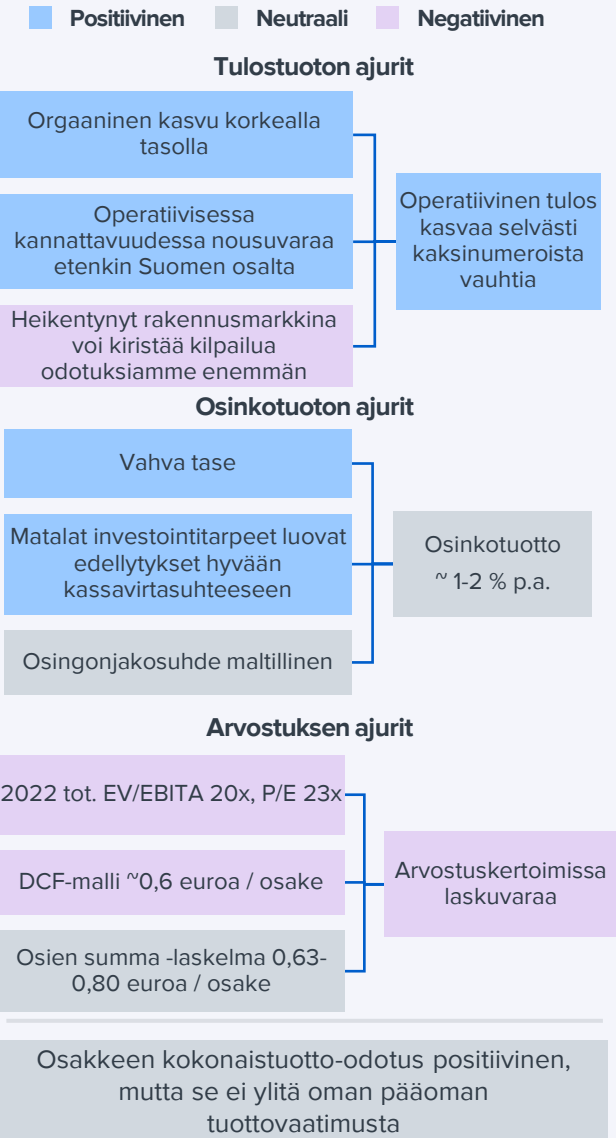 Positiivinen Neutraali Negatiivinen
Tulostuoton ajurit
Orgaaninen kasvu korkealla
tasolla
Operatiivisessa
kannattavuudessa nousuvaraa
etenkin Suomen osalta
Heikentynyt rakennusmarkkina
voi kiristää kilpailua
odotuksiamme enemmän
Operatiivinen tulos
kasvaa selvästi
kaksinumeroista
vauhtia
Osinkotuoton ajurit
Vahva tase
Matalat investointitarpeet luovat
edellytykset hyvään
kassavirtasuhteeseen
Osingonjakosuhde maltillinen
Osinkotuotto
~ 1-2 % p.a.
Arvostuksen ajurit
2022 tot. EV/EBITA 20x, P/E 23x
DCF-malli ~0,6 euroa / osake
Osien summa -laskelma 0,63-
0,80 euroa / osake
Arvostuskertoimissa
laskuvaraa
Osakkeen kokonaistuotto-odotus positiivinen,
mutta se ei ylitä oman pääoman
tuottovaatimusta